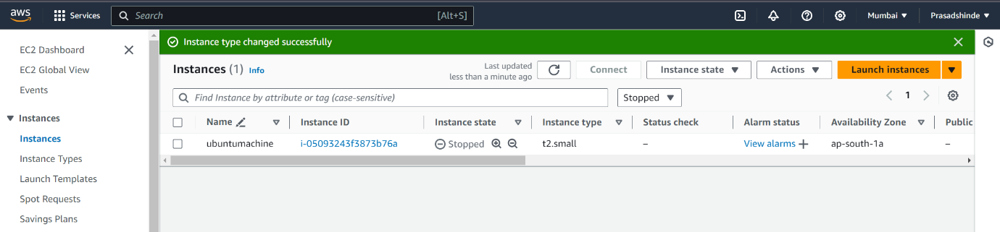 aws Services Search [Alt+S] Mumbai Prasadshinde
EC2 Dashboard
EC2 Global View
Events
Instances
Instances
Instance Types
Launch Templates
Spot Requests
Savings Plans
Instance type changed successfully
Instances (1) Info
Last updated
less than a minute ago
Connect Instance state Actions Launch instances
Find Instance by attribute or tag (case-sensitive) Stopped 1
Name Instance ID Instance state Instance type Status check Alarm status Availability Zone Public
ubuntumachine i-05093243f3873b76a Stopped t2.small – View alarms + ap-south-1a –